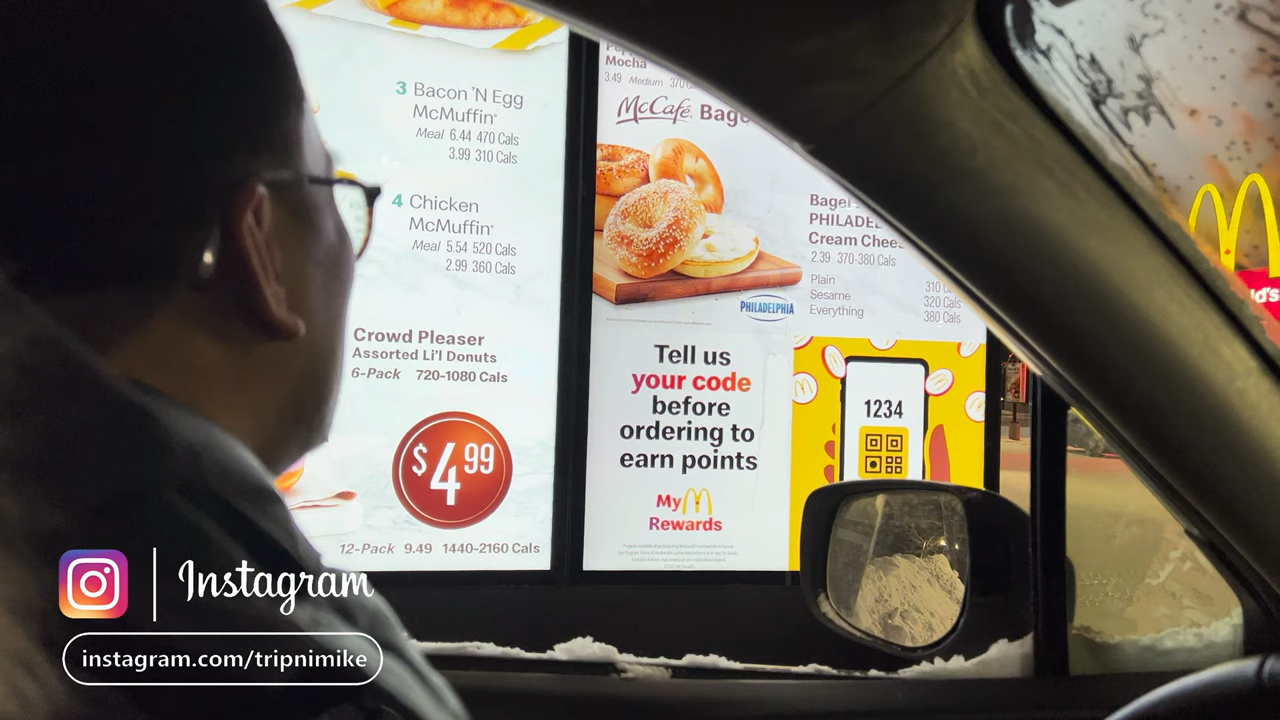 3 Bacon 'N Egg
McMuffin®
Meal 6.44 470 Cals
3.99 310 Cals
4 Chicken
McMuffin®
Meal 5.54 520 Cals
2.99 360 Cals
Crowd Pleaser
Assorted Li'l Donuts
6-Pack 720-1080 Cals
$4.99
12-Pack 9.49 1440-2160 Cals
Mocha
3.49 Medium 370
McCafé
PHILADELPHIA
Cream
2.39 370-380 Cals
Plain 310
Sesame 320 Cals
Everything 380 Cals
Tell us
your code
before
ordering to
earn points
My
Rewards
1234
Instagram
instagram.com/tripnimike